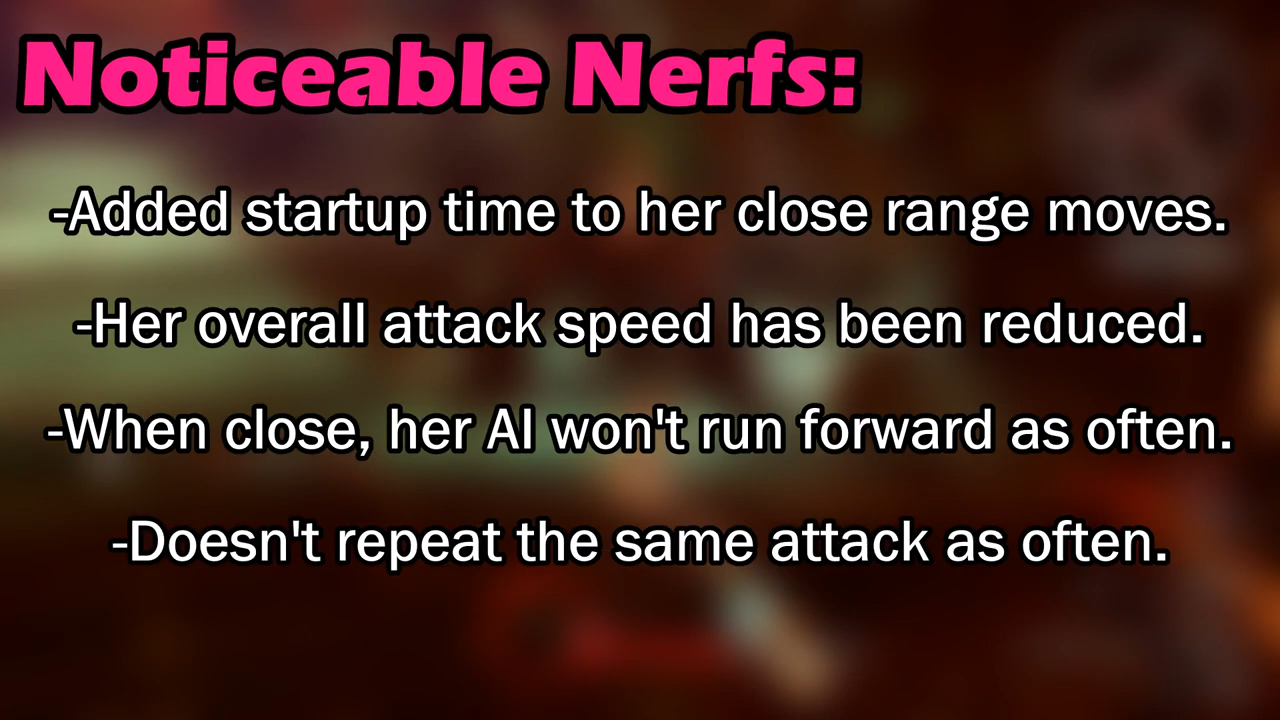 Noticeable Nerfs:
-Added startup time to her close range moves.
-Her overall attack speed has been reduced.
-When close, her AI won't run forward as often.
-Doesn't repeat the same attack as often.